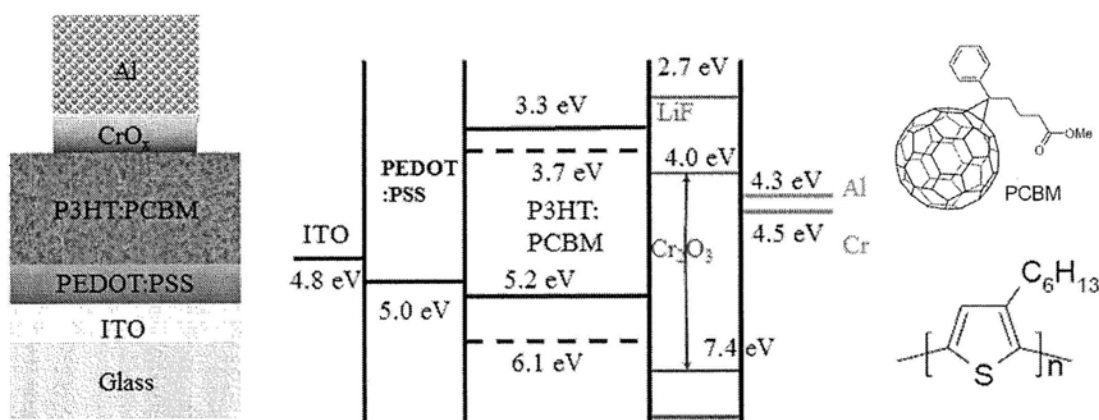 Al
CrOₓ
P3HT:PCBM
PEDOT:PSS
ITO
Glass
ITO
4.8 eV
PEDOT
:PSS
5.0 eV
3.3 eV
3.7 eV
P3HT:
PCBM
5.2 eV
6.1 eV
2.7 eV
LiF
4.0 eV
Cr₂O₃
7.4 eV
4.3 eV
Al
4.5 eV
Cr
OMe
O
PCBM
C₆H₁₃
S
n